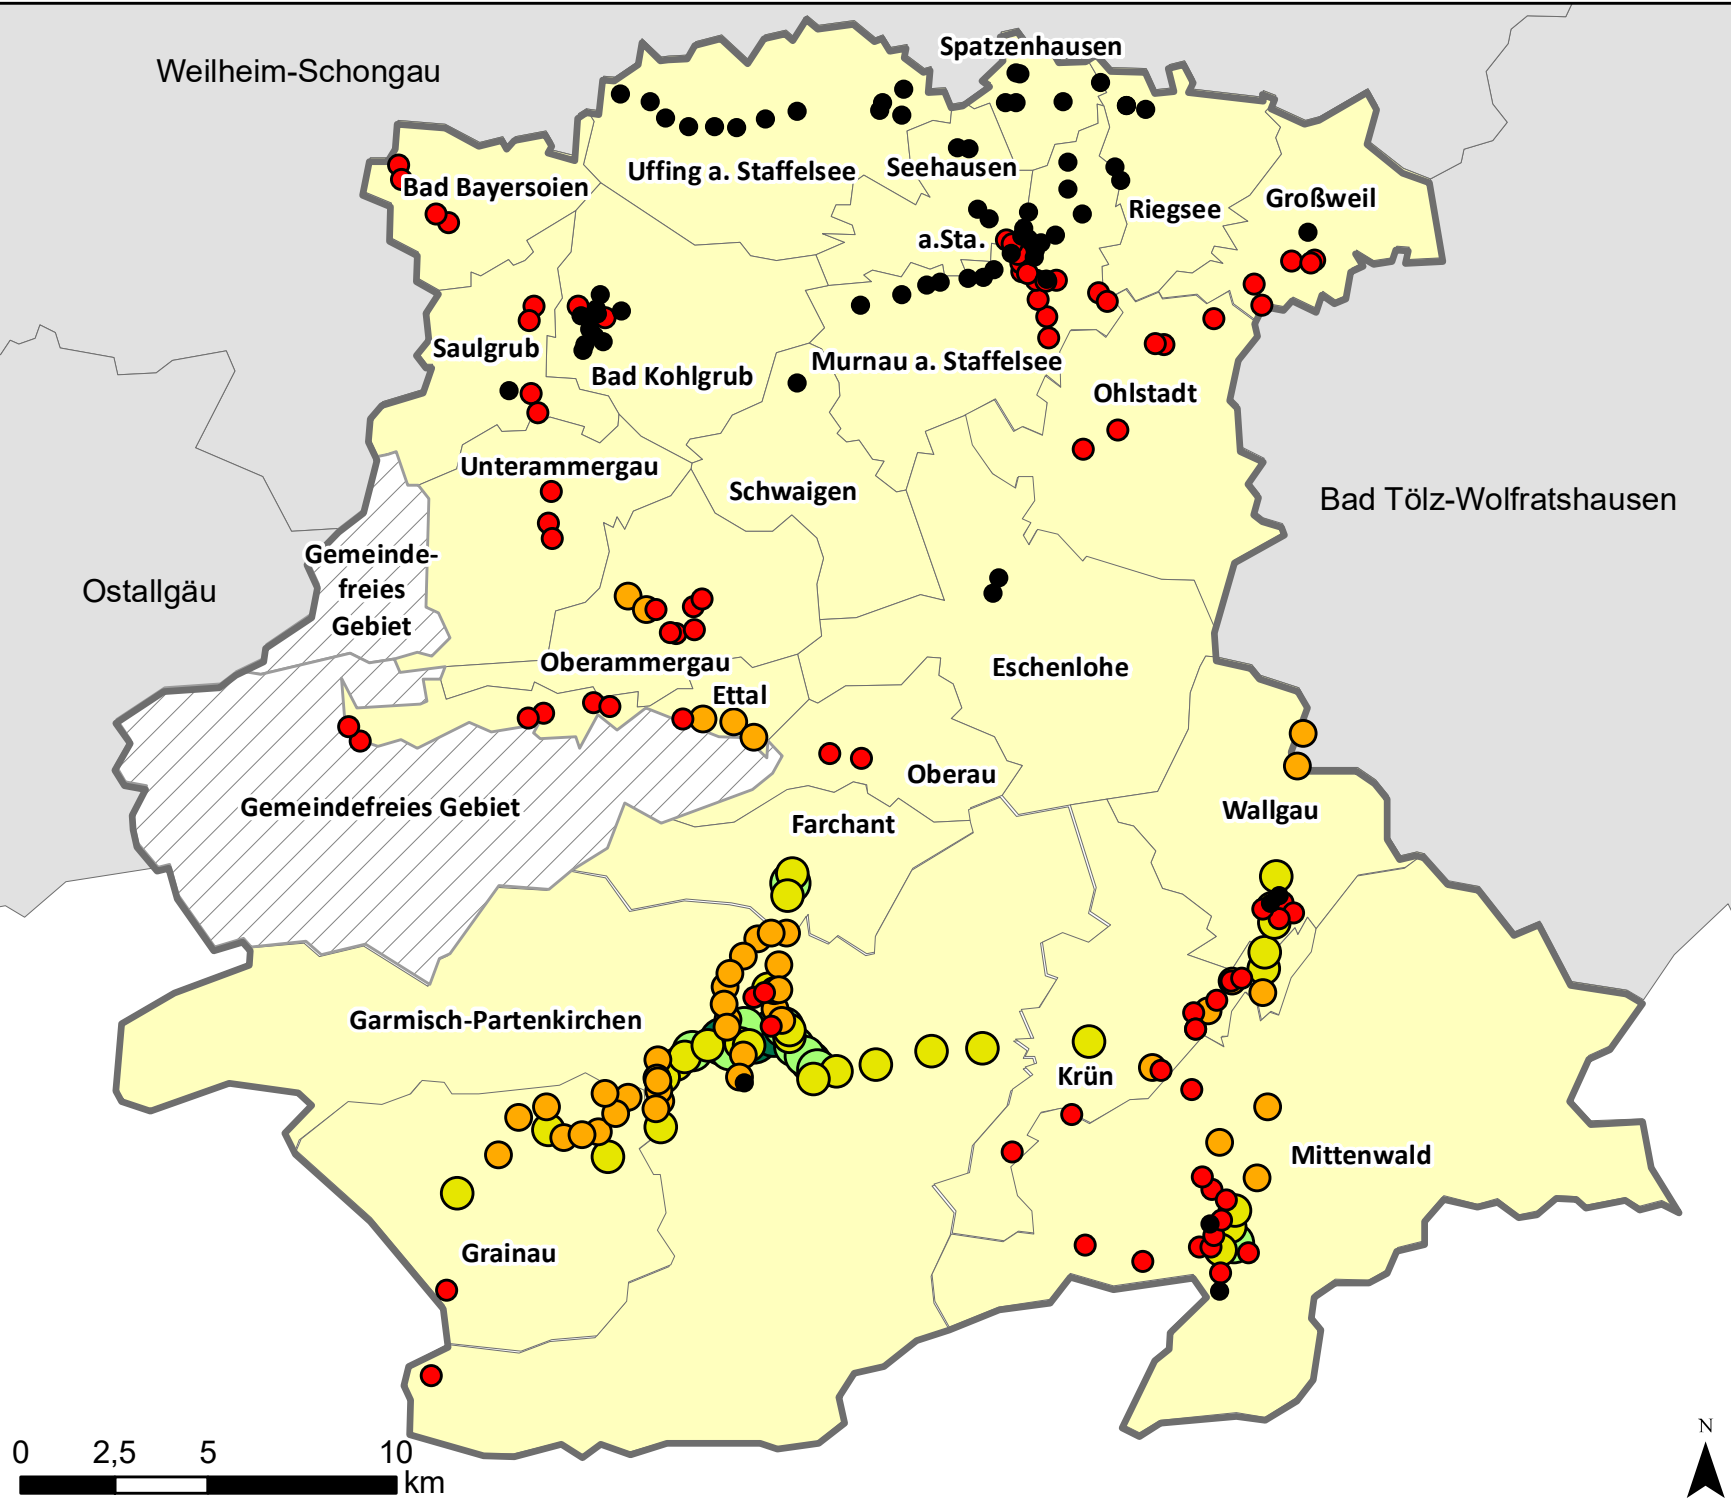 Spatzenhausen
Weilheim-Schongau
Uffing a. Staffelsee
Seehausen
Bad Bayersoien
Großweil
Riegsee
a.Sta.
Saulgrub
Murnau a. Staffelsee
Bad Kohlgrub
Ohlstadt
Unterammergau
Schwaigen
Bad Tölz-Wolfratshausen
Gemeinde-
freies
Gebiet
Ostallgäu
Oberammergau
Eschenlohe
Ettal
Oberau
Gemeindefreies Gebiet
Wallgau
Farchant
Garmisch-Partenkirchen
Krün
Mittenwald
Grainau
N
0 2,5 5 10
km